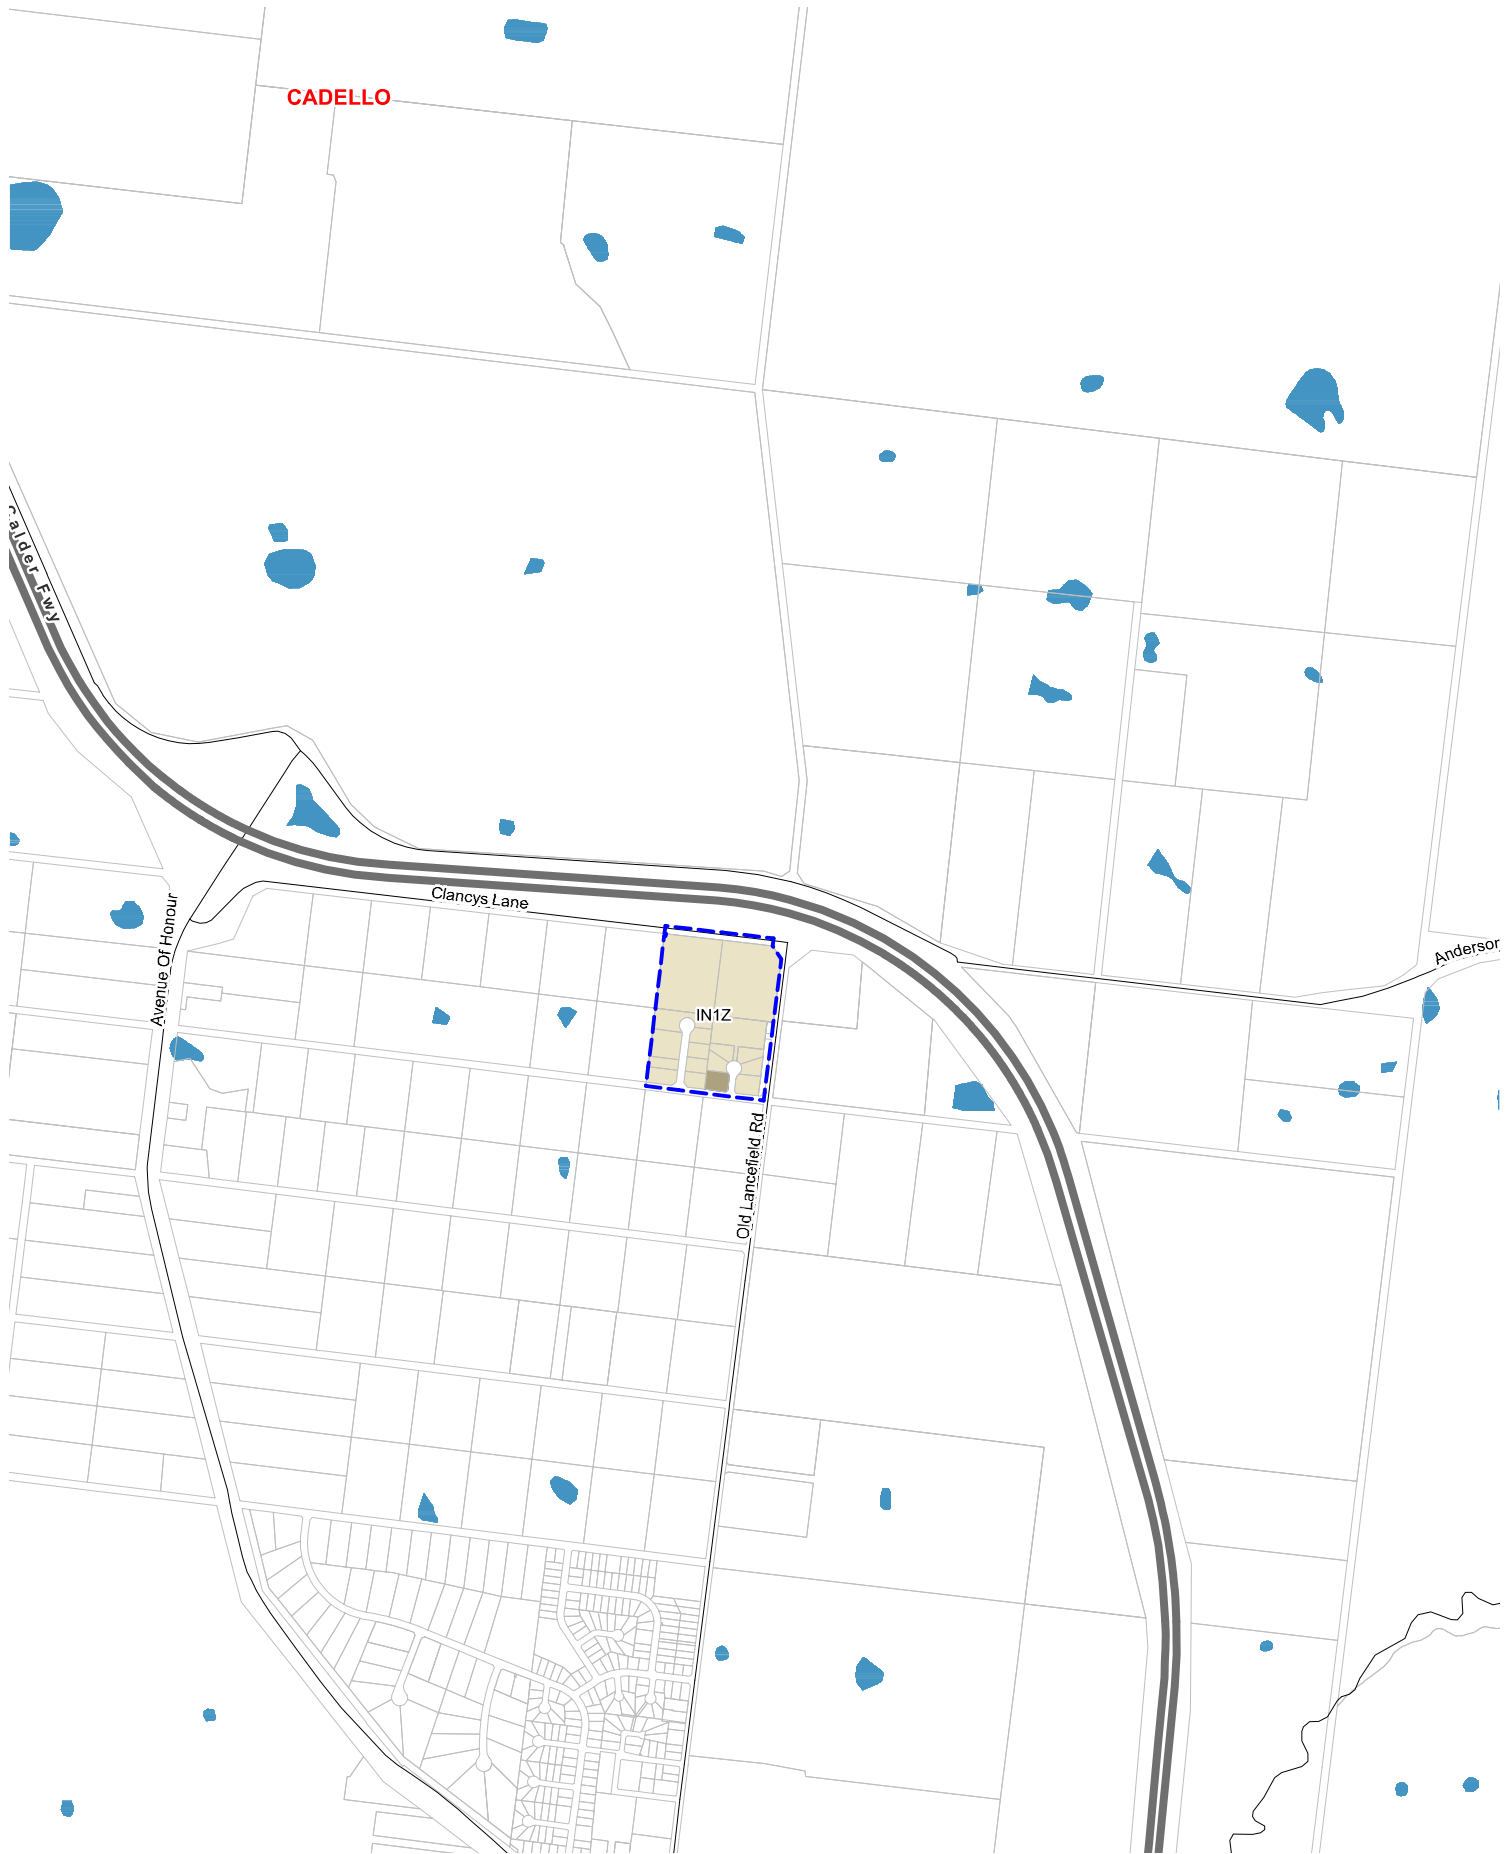 CADELLO
Calder Fwy
Clancys Lane
Avenue Of Honour
Anderson
IN1Z
Old Lancefield Rd